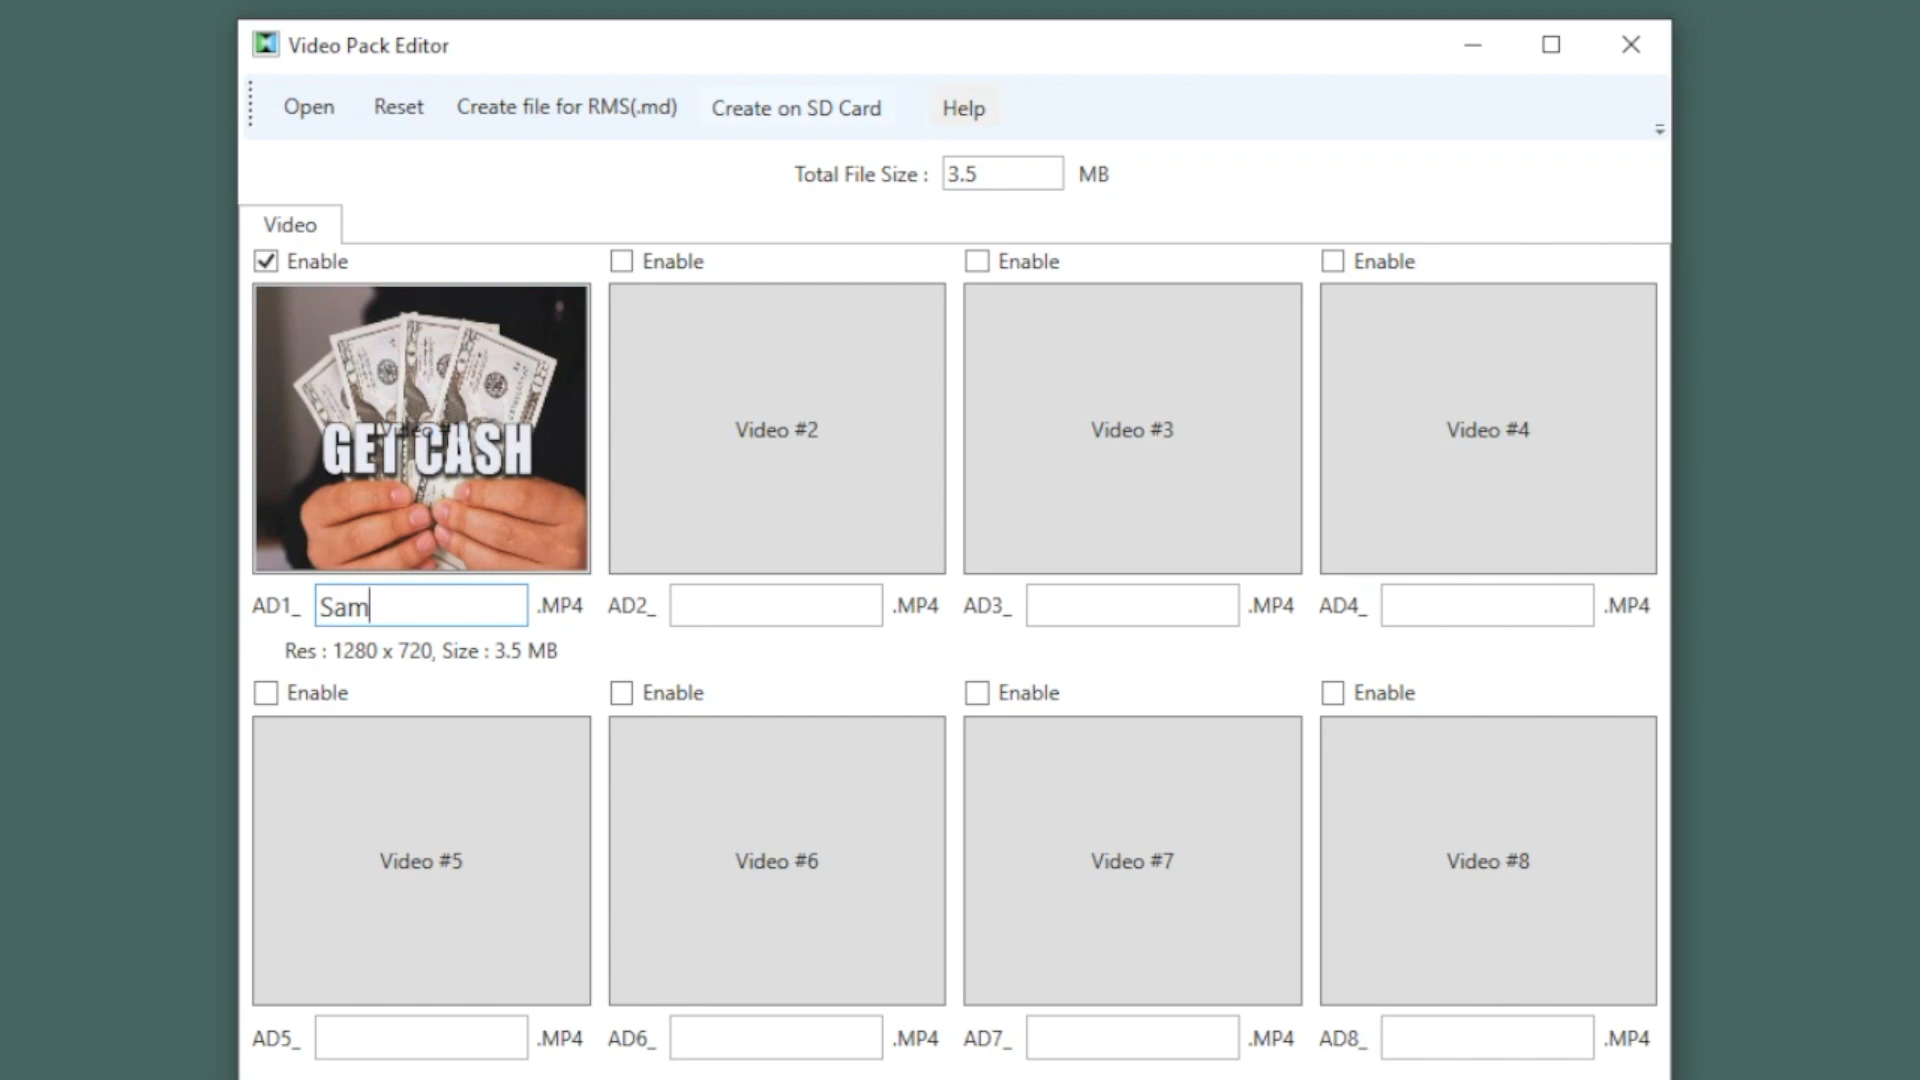 Video Pack Editor
Open Reset Create file for RMS(.md) Create on SD Card Help
Total File Size : 3.5 MB
Video
Enable Enable Enable Enable
GET CASH
Video #2 Video #3 Video #4
AD1_ Sam .MP4 AD2_ .MP4 AD3_ .MP4 AD4_ .MP4
Res : 1280 x 720, Size : 3.5 MB
Enable Enable Enable Enable
Video #5 Video #6 Video #7 Video #8
AD5_ .MP4 AD6_ .MP4 AD7_ .MP4 AD8_ .MP4